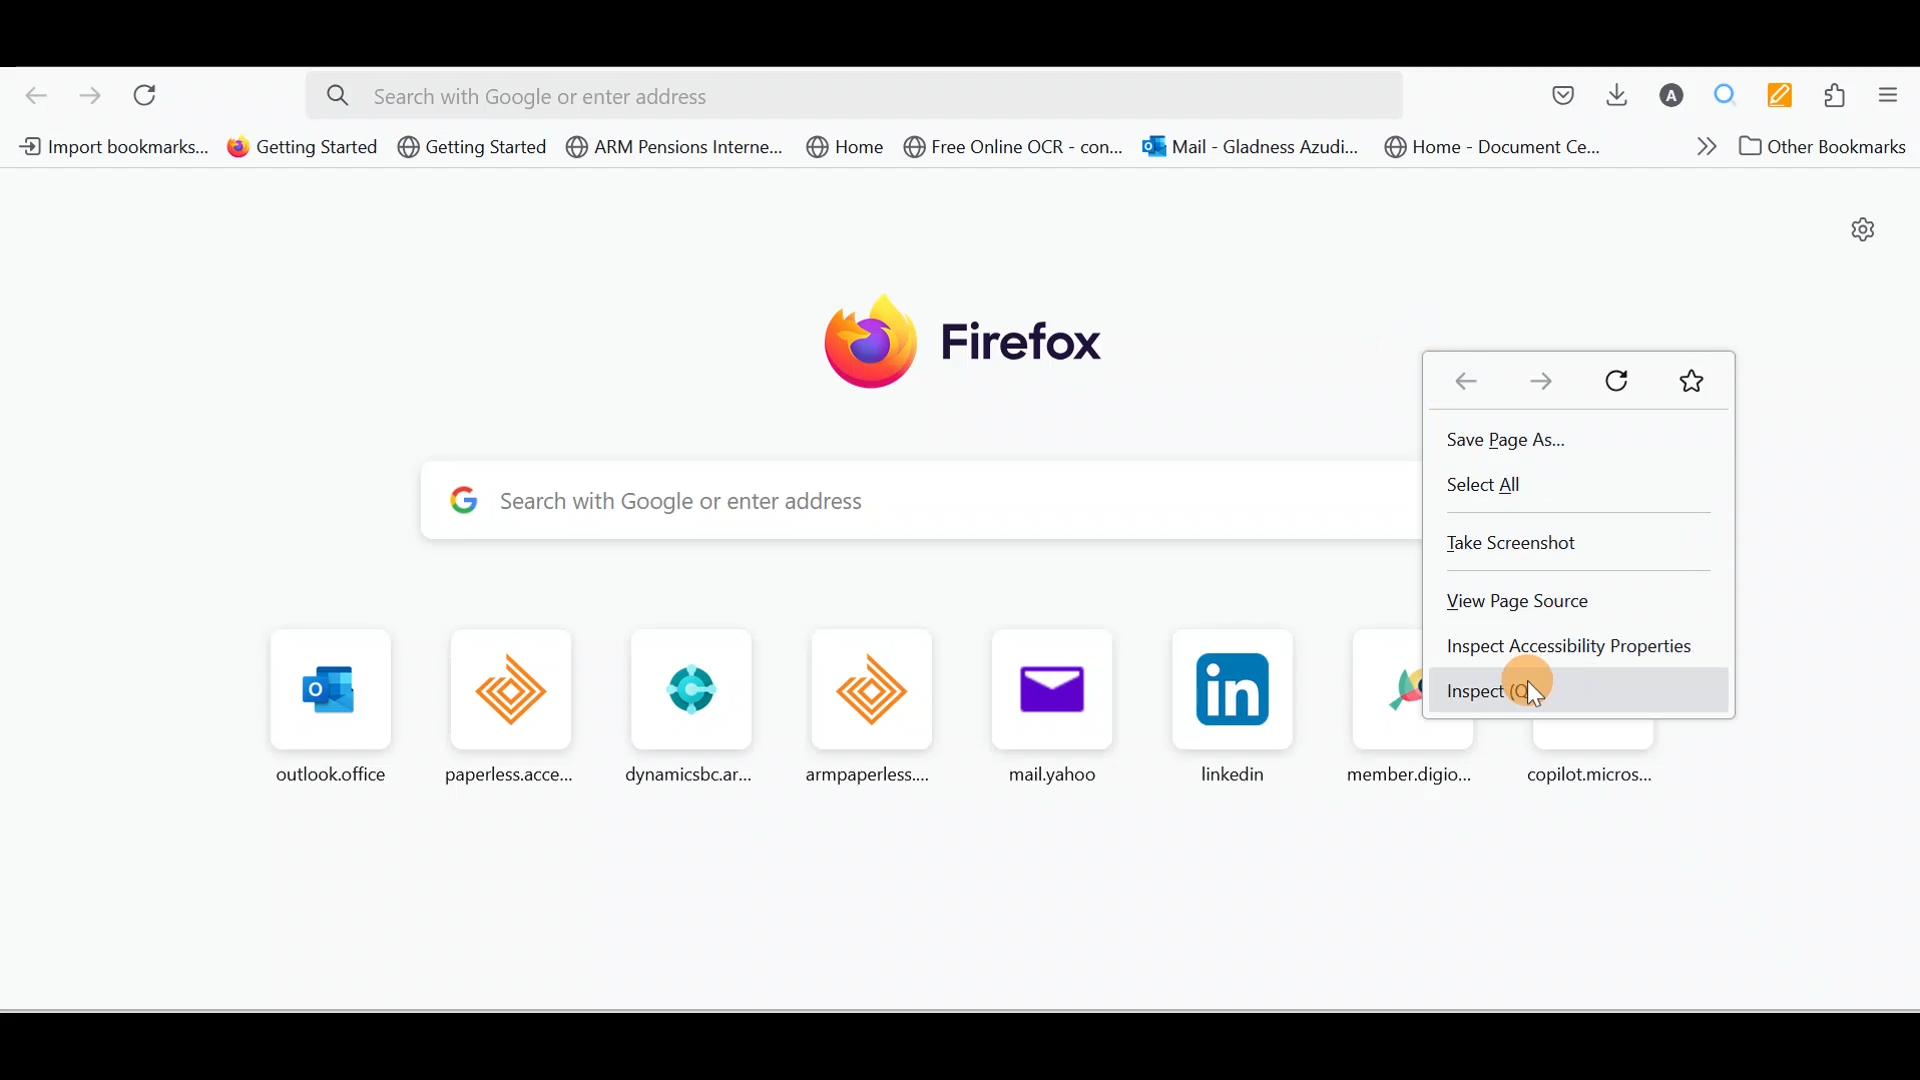 Search with Google or enter address
A
Import bookmarks... Getting Started Getting Started ARM Pensions Interne... Home Free Online OCR - con... Mail - Gladness Azudi... Home - Document Ce... Other Bookmarks
Firefox
Search with Google or enter address
Save Page As...
Select All
Take Screenshot
View Page Source
Inspect Accessibility Properties
Inspect (Q)
outlook.office paperless.acce... dynamicsbc.ar... armpaperless.... mail.yahoo linkedin member.digio... copilot.micros...